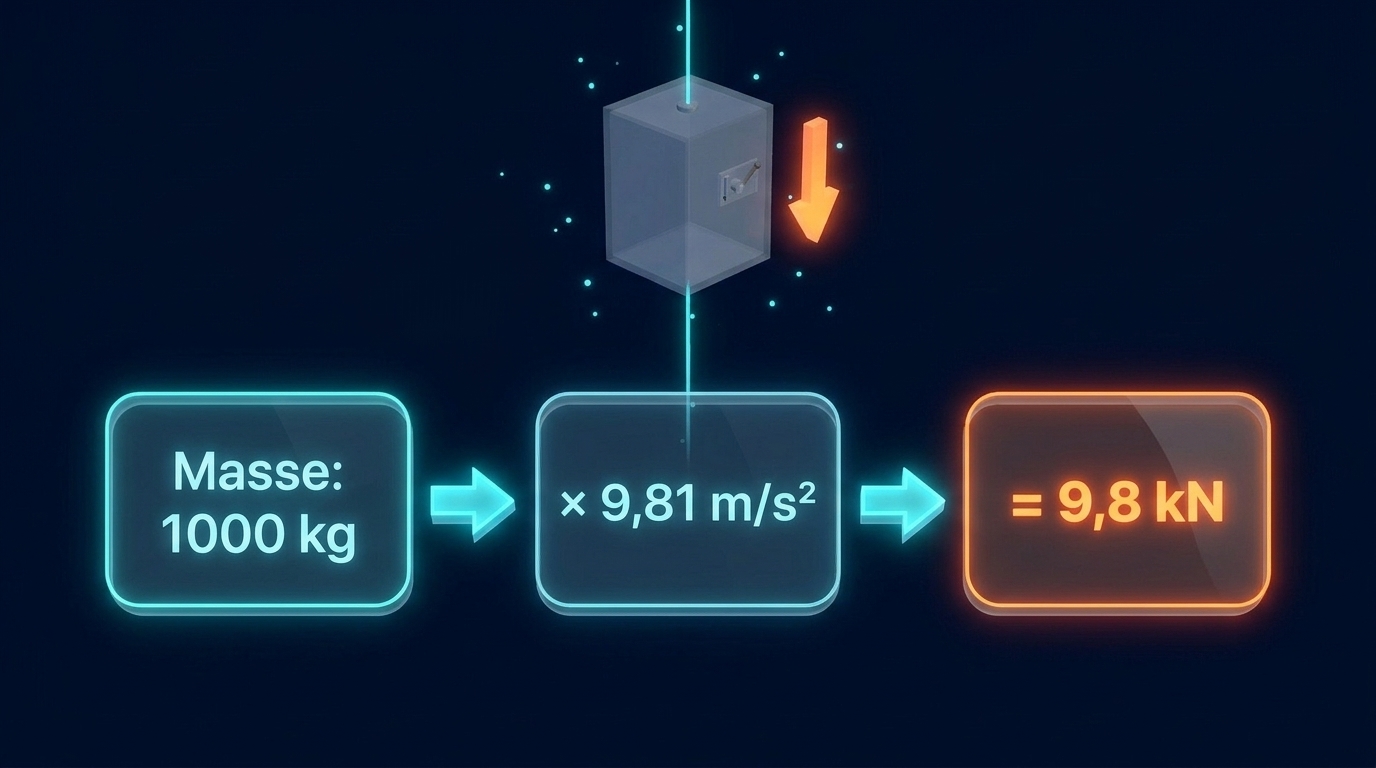 Masse:
1000 kg
× 9,81 m/s²
= 9,8 kN